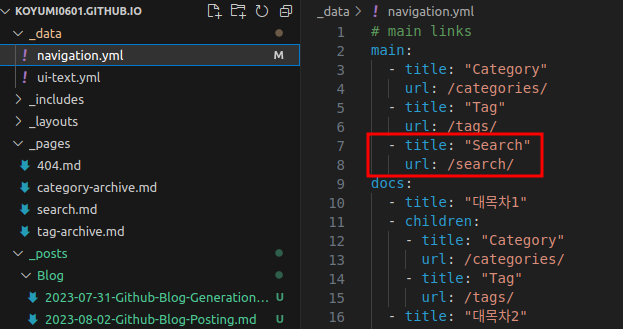 KOYUMI0601.GITHUB.IO
_data
navigation.yml M
ui-text.yml
_includes
_layouts
_pages
404.md
category-archive.md
search.md
tag-archive.md
_posts
Blog
2023-07-31-Github-Blog-Generation... U
2023-08-02-Github-Blog-Posting.md U
_data > ! navigation.yml
1 # main links
2 main:
3 - title: "Category"
4 url: /categories/
5 - title: "Tag"
6 url: /tags/
7 - title: "Search"
8 url: /search/
9 docs:
10 - title: "대목차1"
11 - children:
12 - title: "Category"
13 url: /categories/
14 - title: "Tag"
15 url: /tags/
16 - title: "대목차2"